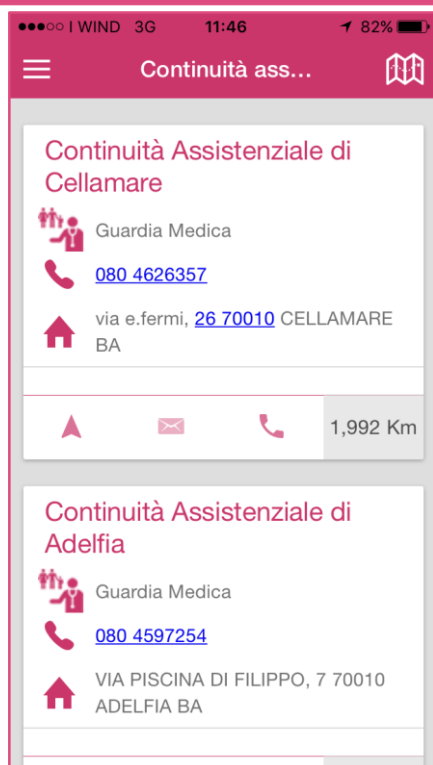 ●●●○○ I WIND 3G 11:46 82%
Continuità ass...
Continuità Assistenziale di
Cellamare
Guardia Medica
080 4626357
via e.fermi, 26 70010 CELLAMARE
BA
1,992 Km
Continuità Assistenziale di
Adelfia
Guardia Medica
080 4597254
VIA PISCINA DI FILIPPO, 7 70010
ADELFIA BA